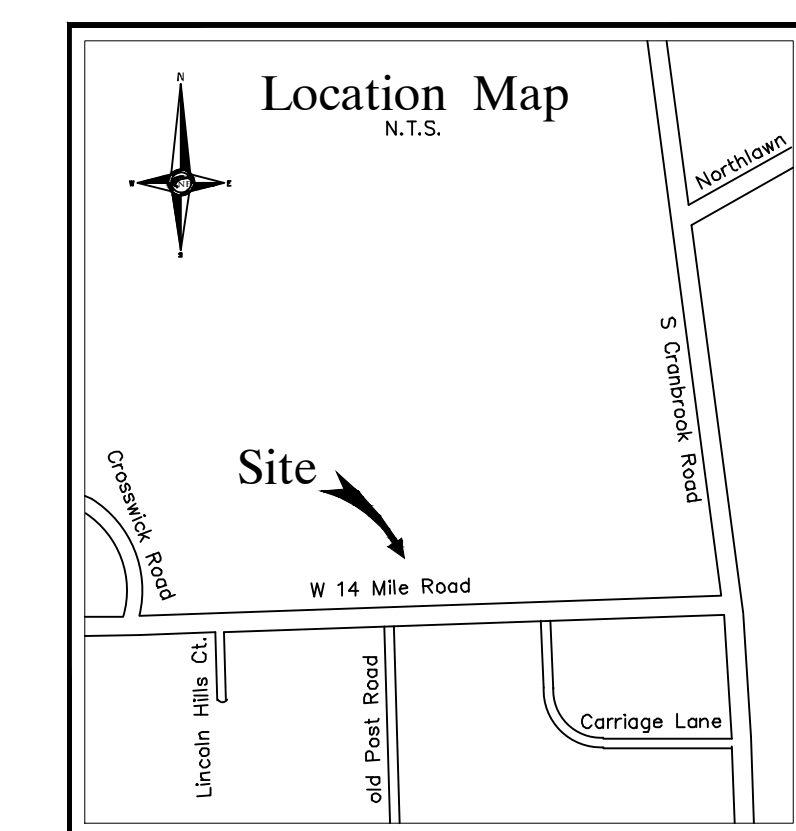 Location Map
N.T.S.
N
W
E
S
Northlawn
S Cranbrook Road
Site
Crosswick Road
W 14 Mile Road
Lincoln Hills Ct.
old Post Road
Carriage Lane